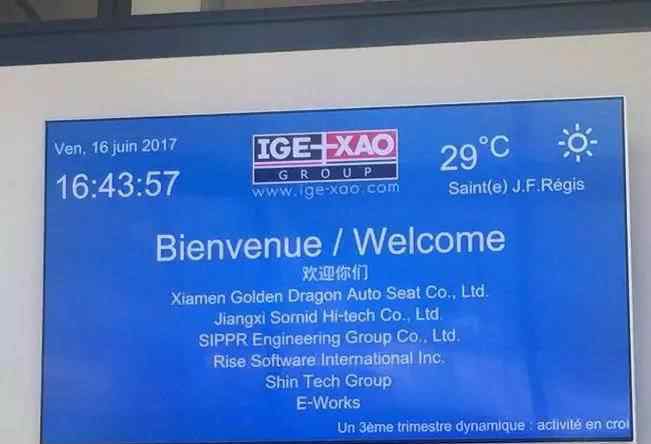 Ven, 16 juin 2017
16:43:57
IGE+XAO
GROUP
www.ige-xao.com
29°C
Saint(e) J.F.Régis
Bienvenue / Welcome
欢迎你们
Xiamen Golden Dragon Auto Seat Co., Ltd.
Jiangxi Sornid Hi-tech Co., Ltd.
SIPPR Engineering Group Co., Ltd.
Rise Software International Inc.
Shin Tech Group
E-Works
Un 3ème trimestre dynamique : activité en croi